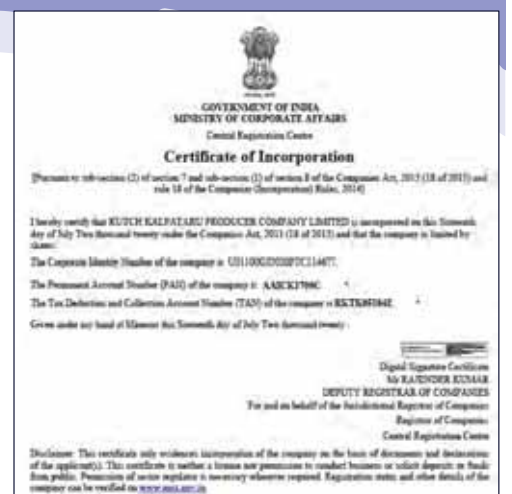 GOVERNMENT OF INDIA
MINISTRY OF CORPORATE AFFAIRS
Central Registration Centre
Certificate of Incorporation
[Pursuant to sub-section (2) of section 7 and sub-section (1) of section 8 of the Companies Act, 2013 (18 of 2013) and
rule 18 of the Companies (Incorporation) Rules, 2014]
I hereby certify that KUTCH KALPATARU PRODUCER COMPANY LIMITED is incorporated on this Sixteenth
day of July Two thousand twenty under the Companies Act, 2013 (18 of 2013) and that the company is limited by
shares.
The Corporate Identity Number of the company is
The Permanent Account Number (PAN) of the company is
The Tax Deduction and Collection Account Number (TAN) of the company is
Given under my hand at Manesar this Sixteenth day of July Two thousand twenty
Digital Signature Certificate
Mr RAJINDER KUMAR
DEPUTY REGISTRAR OF COMPANIES
For and on behalf of the Jurisdictional Registrar of Companies
Registrar of Companies
Central Registration Centre
Disclaimer: This certificate only evidences incorporation of the company on the basis of documents and declarations
of the applicant(s). This certificate is neither a license nor permission to conduct business or solicit deposits or funds
from public. Permission of sector regulator is necessary wherever required. Registration status and other details of the
company can be verified on www.mca.gov.in